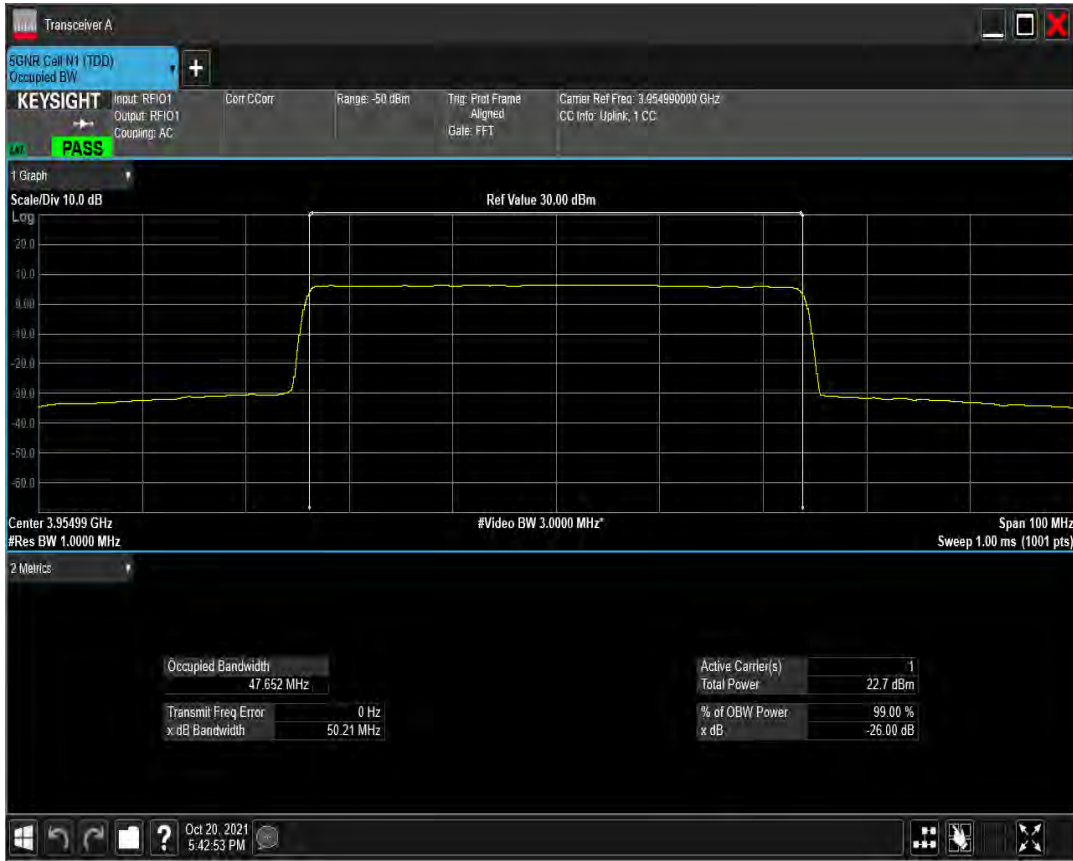 Transceiver A
5GNR Cell N1 (TDD)
Occupied BW
+
KEYSIGHT
Input: RFIO1
Output: RFIO1
Coupling: AC
Corr CCorr
Range: -50 dBm
Trig: Prot Frame
Aligned
Gate: FFT
Carrier Ref Freq: 3.954990000 GHz
CC Info: Uplink, 1 CC
PASS
1 Graph
Scale/Div 10.0 dB
Ref Value 30.00 dBm
Log
20.0
10.0
0.00
-10.0
-20.0
-30.0
-40.0
-50.0
-60.0
Center 3.95499 GHz
#Video BW 3.0000 MHz*
Span 100 MHz
#Res BW 1.0000 MHz
Sweep 1.00 ms (1001 pts)
2 Metrics
Occupied Bandwidth
47.652 MHz
Transmit Freq Error 0 Hz
x dB Bandwidth 50.21 MHz
Active Carrier(s) 1
Total Power 22.7 dBm
% of OBW Power 99.00 %
x dB -26.00 dB
?
Oct 20, 2021
5:42:53 PM